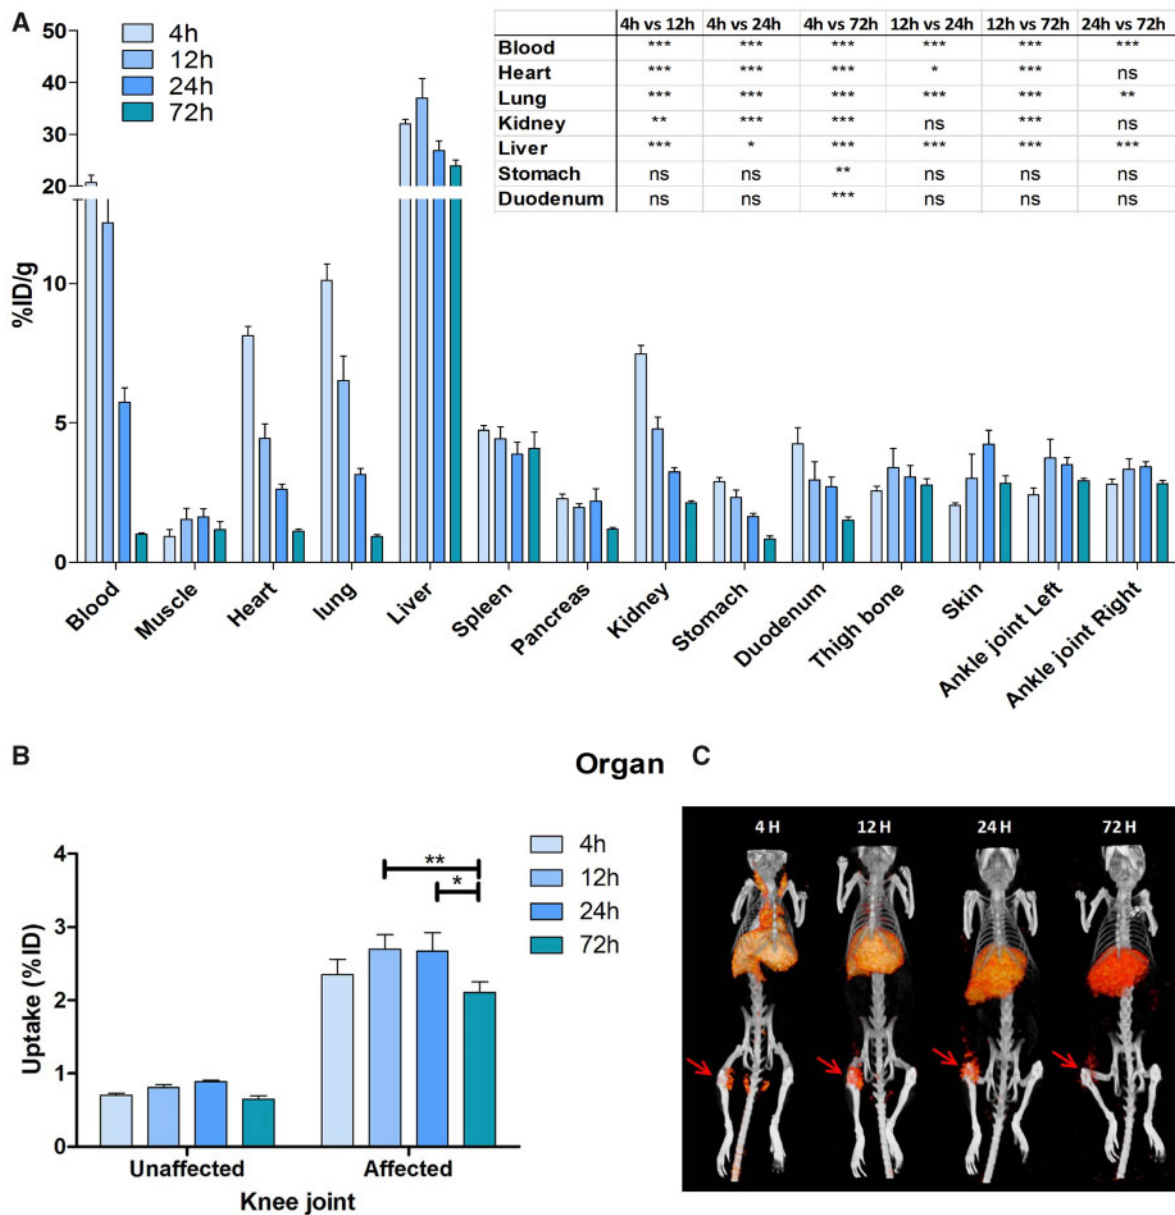 A
4h
12h
24h
72h
4h vs 12h 4h vs 24h 4h vs 72h 12h vs 24h 12h vs 72h 24h vs 72h
Blood *** *** *** *** *** ***
Heart *** *** *** * *** ns
Lung *** *** *** *** *** **
Kidney ** *** *** ns *** ns
Liver *** * *** *** *** ***
Stomach ns ns ** ns ns ns
Duodenum ns ns *** ns ns ns
50
40
30
20
10
5
0
%ID/g
Blood
Muscle
Heart
lung
Liver
Spleen
Pancreas
Kidney
Stomach
Duodenum
Thigh bone
Skin
Ankle joint Left
Ankle joint Right
Organ
B
4
3
2
1
0
Uptake (%ID)
**
*
4h
12h
24h
72h
Unaffected Affected
Knee joint
C
4 H 12 H 24 H 72 H